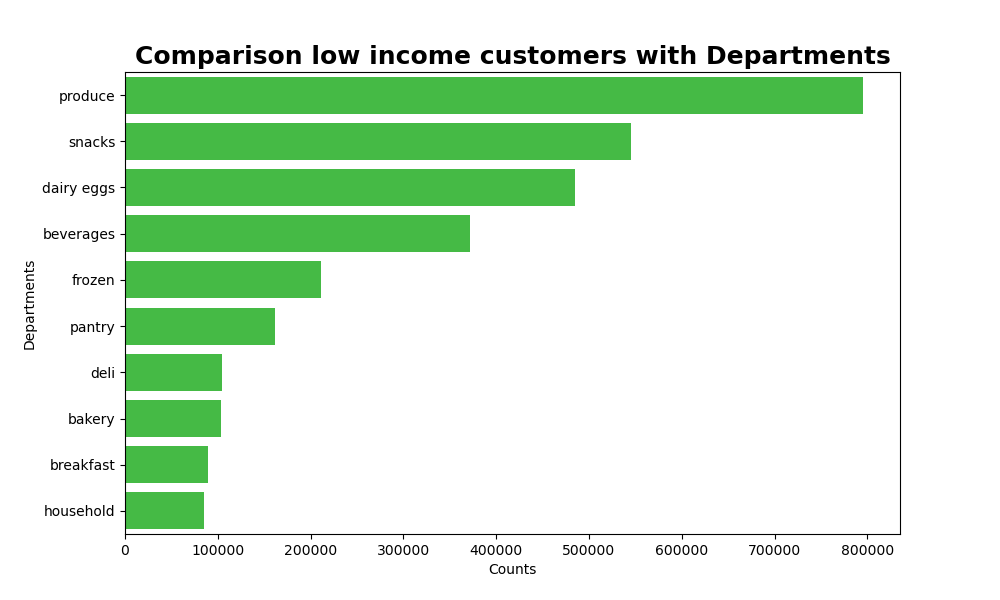 Comparison low income customers with Departments
produce
snacks
dairy eggs
beverages
frozen
pantry
deli
bakery
breakfast
household
Departments
0 100000 200000 300000 400000 500000 600000 700000 800000
Counts